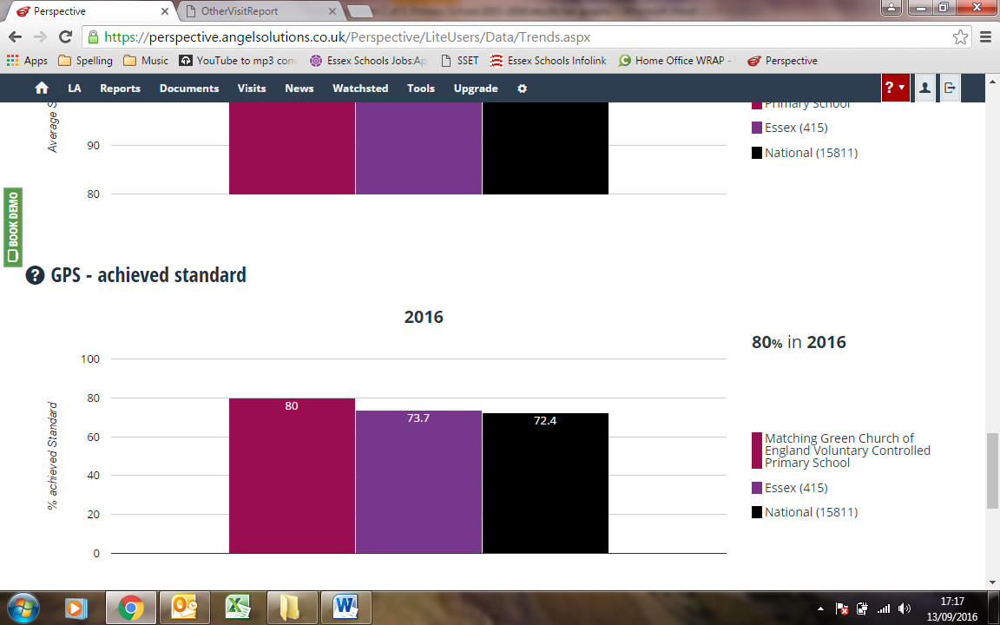 Perspective
OtherVisitReport
https://perspective.angelsolutions.co.uk/Perspective/LiteUsers/Data/Trends.aspx
Apps Spelling Music YouTube to mp3 con Essex Schools Jobs:Ap SSET Essex Schools Infolink Home Office WRAP - Perspective
LA Reports Documents Visits News Watchsted Tools Upgrade
?
Average S
90
80
Primary School
Essex (415)
National (15811)
BOOK DEMO
? GPS - achieved standard
2016
80% in 2016
% achieved Standard
100
80
60
40
20
0
80
73.7
72.4
Matching Green Church of
England Voluntary Controlled
Primary School
Essex (415)
National (15811)
17:17
13/09/2016